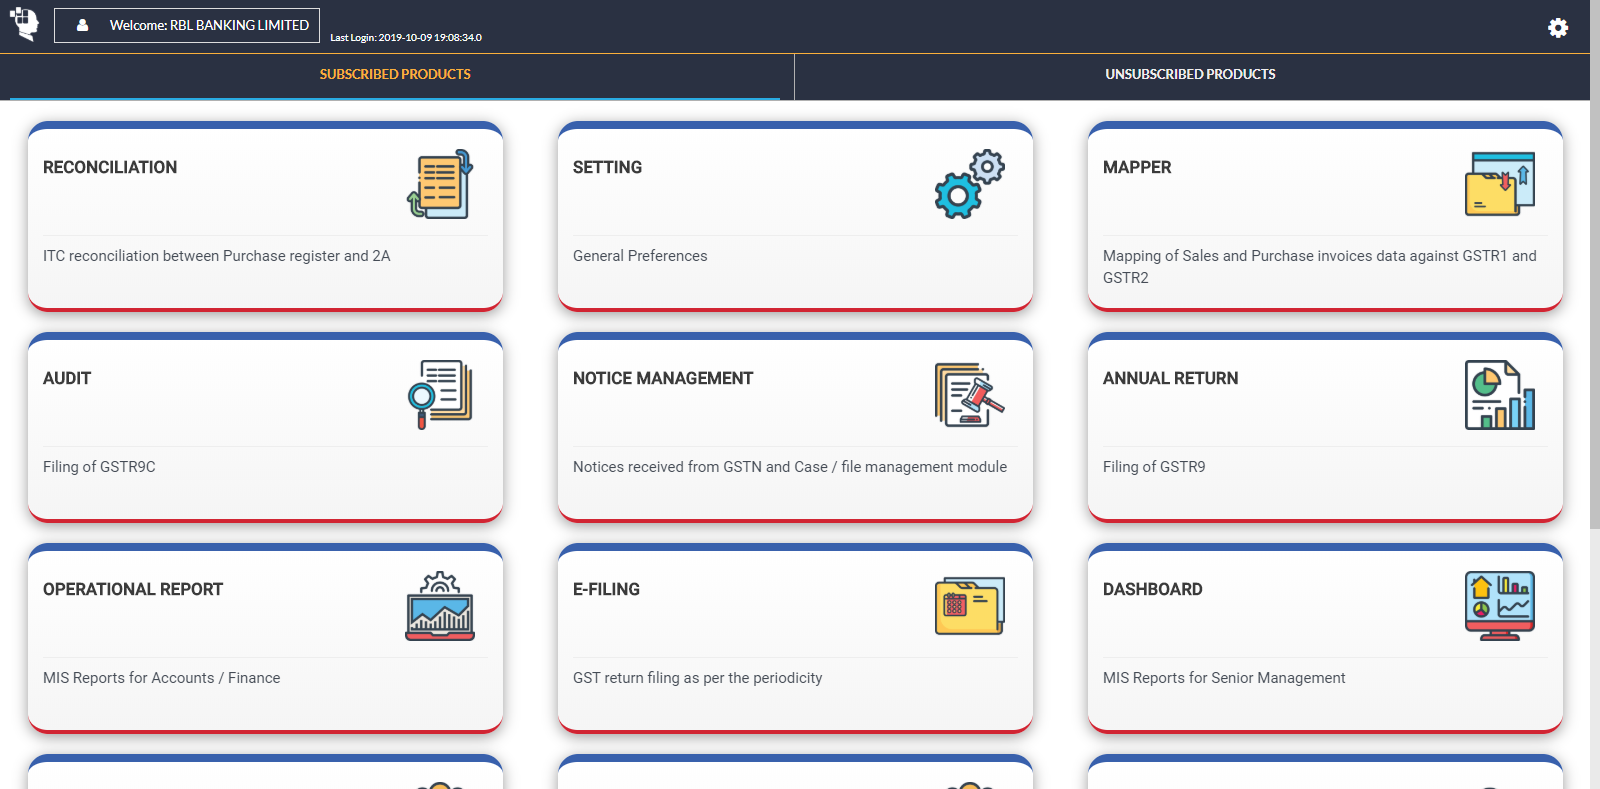 Welcome: RBL BANKING LIMITED
Last Login: 2019-10-09 19:08:34.0
SUBSCRIBED PRODUCTS
UNSUBSCRIBED PRODUCTS
RECONCILIATION
ITC reconciliation between Purchase register and 2A
SETTING
General Preferences
MAPPER
Mapping of Sales and Purchase invoices data against GSTR1 and
GSTR2
AUDIT
Filing of GSTR9C
NOTICE MANAGEMENT
Notices received from GSTN and Case / file management module
ANNUAL RETURN
Filing of GSTR9
OPERATIONAL REPORT
MIS Reports for Accounts / Finance
E-FILING
GST return filing as per the periodicity
DASHBOARD
MIS Reports for Senior Management